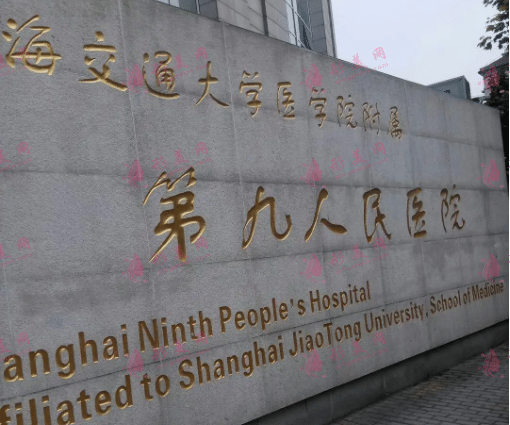 海交通大学医学院附属
第九人民医院
anghai Ninth People's Hospital
filiated to Shanghai JiaoTong University, School of Medicine